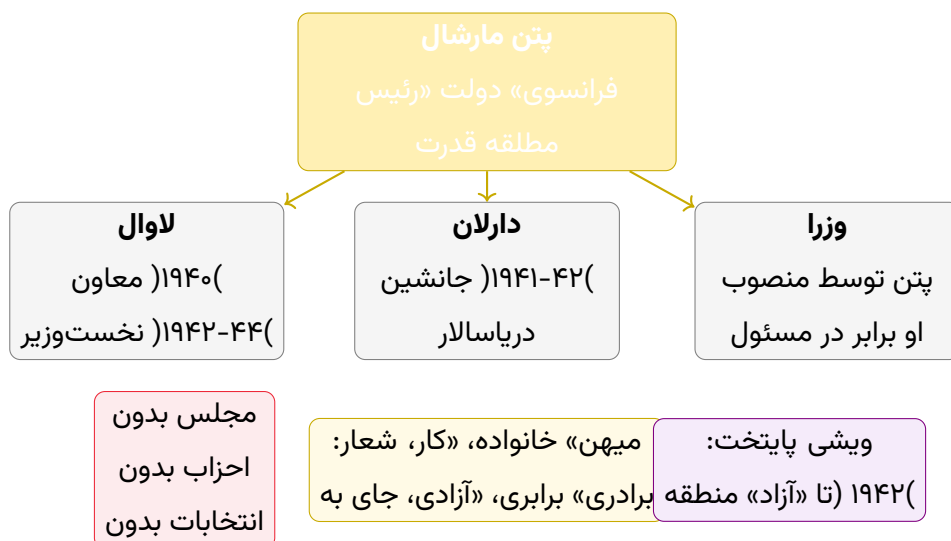 پتن مارشال
فرانسوی» دولت «رئیس
مطلقه قدرت
وزرا
پتن توسط منصوب
او برابر در مسئول
دارلان
)۱۹۴۱-۴۲( جانشین
دریاسالار
لاوال
)۱۹۴۰( معاون
)۱۹۴۲-۴۴( نخست‌وزیر
ویشی پایتخت:
)۱۹۴۲ (تا «آزاد» منطقه
میهن» خانواده، «کار، شعار:
برادری» برابری، «آزادی، جای به
مجلس بدون
احزاب بدون
انتخابات بدون